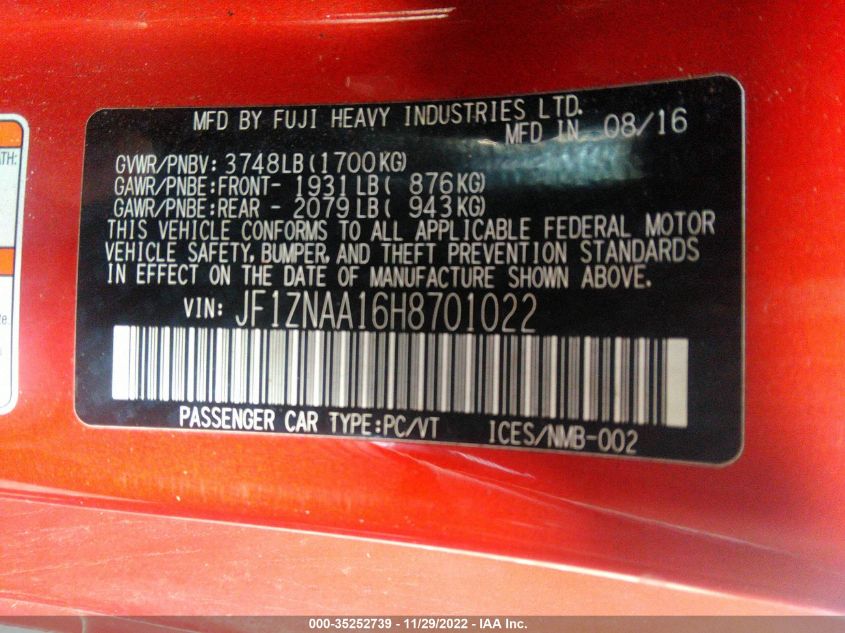 MFD BY FUJI HEAVY INDUSTRIES LTD.
MFD IN 08/16
GVWR/PNBV: 3748LB(1700KG)
GAWR/PNBE:FRONT- 1931LB( 876KG)
GAWR/PNBE:REAR - 2079LB( 943KG)
THIS VEHICLE CONFORMS TO ALL APPLICABLE FEDERAL MOTOR
VEHICLE SAFETY, BUMPER, AND THEFT PREVENTION STANDARDS
IN EFFECT ON THE DATE OF MANUFACTURE SHOWN ABOVE.
VIN: JF1ZNAA16H8701022
PASSENGER CAR TYPE:PC/VT ICES/NMB-002
000-35252739 - 11/29/2022 - IAA Inc.